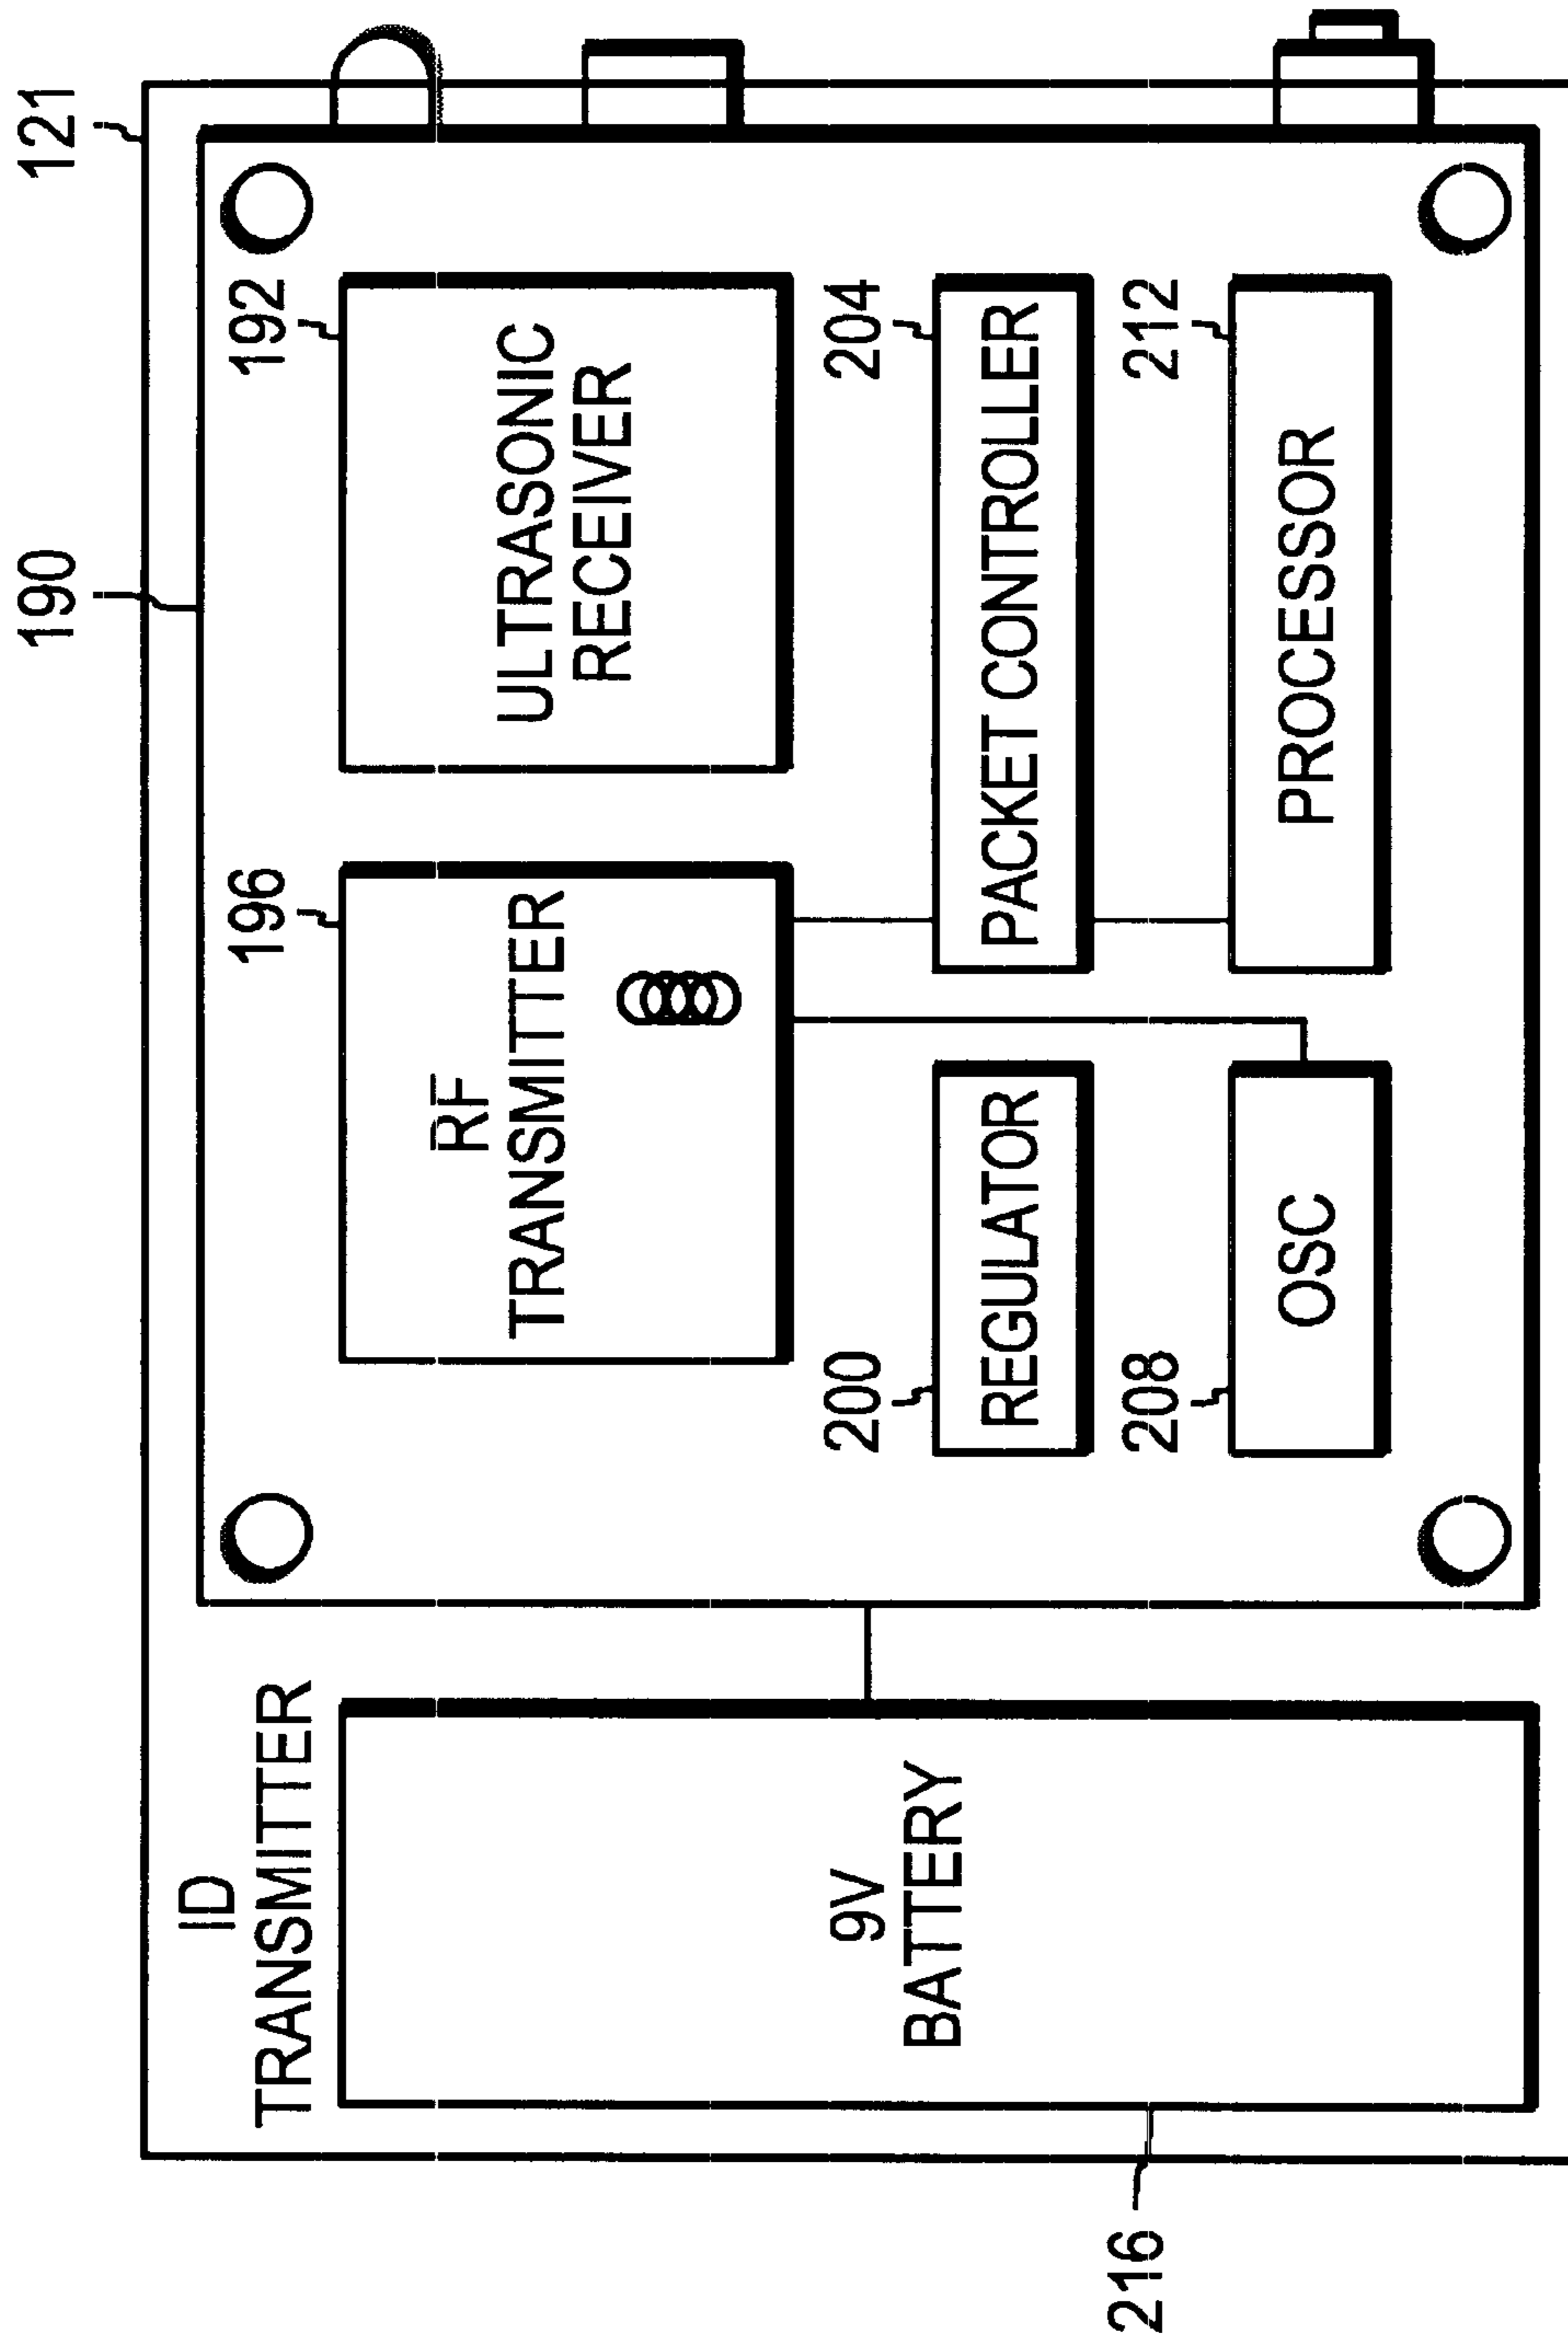 190
121
ID
TRANSMITTER
196
192
RF
TRANSMITTER
ULTRASONIC
RECEIVER
200
204
9V
BATTERY
REGULATOR
PACKET CONTROLLER
208
212
216
OSC
PROCESSOR